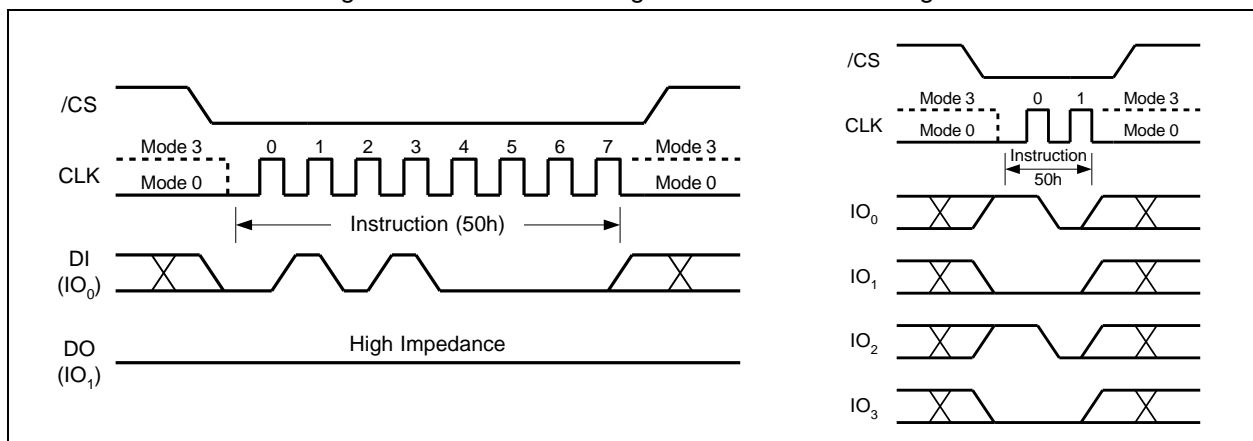 /CS
Mode 3
0 1 2 3 4 5 6 7
Mode 3
CLK
Mode 0
Mode 0
Instruction (50h)
DI
(IO0)
High Impedance
DO
(IO1)
/CS
Mode 3
0 1
Mode 3
CLK
Mode 0
Mode 0
Instruction
50h
IO0
IO1
IO2
IO3